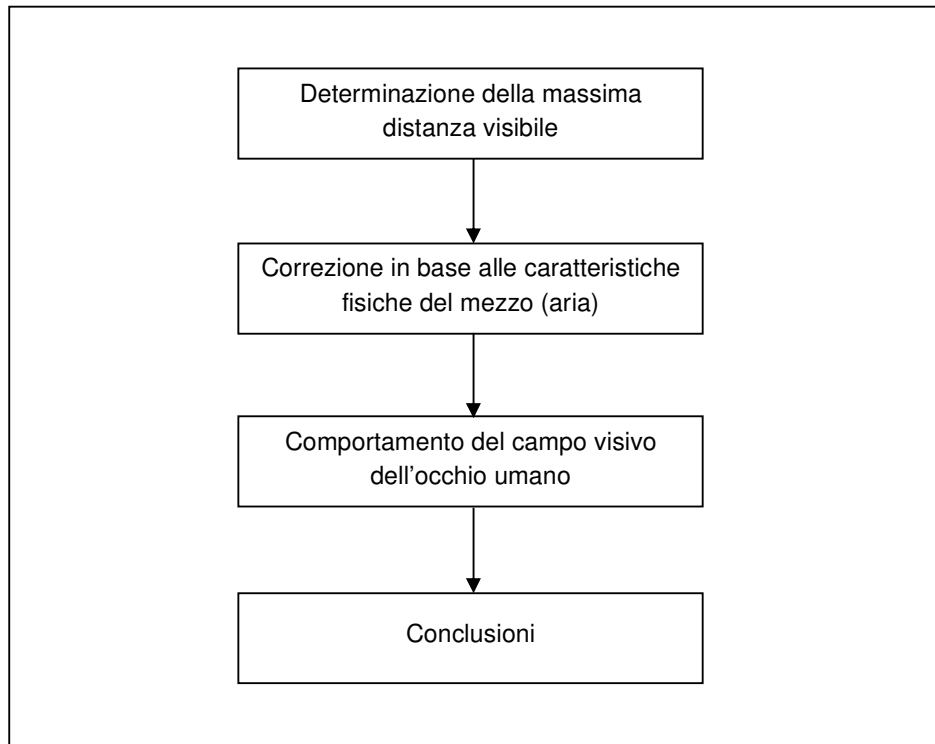 Determinazione della massima
distanza visibile
Correzione in base alle caratteristiche
fisiche del mezzo (aria)
Comportamento del campo visivo
dell'occhio umano
Conclusioni